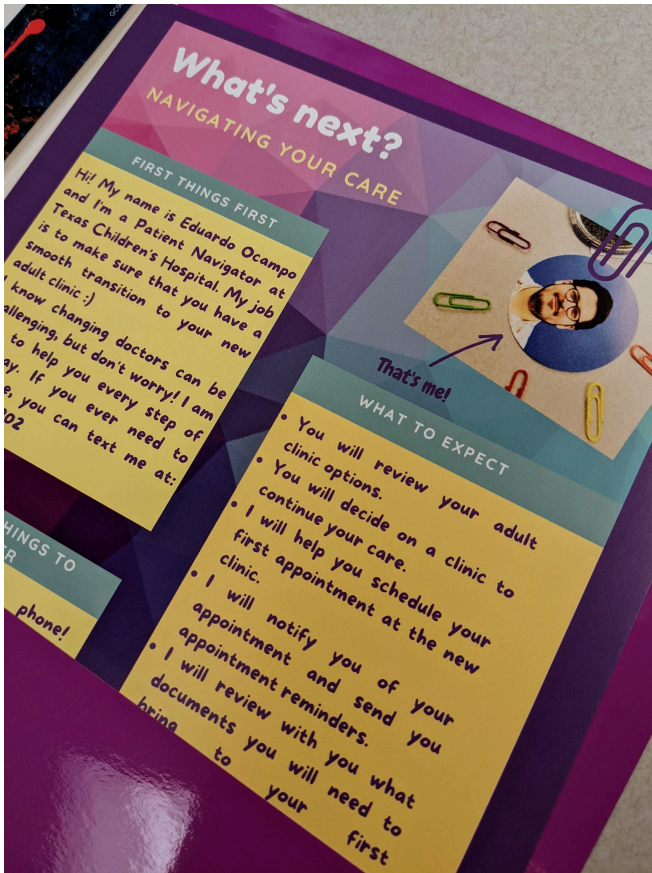 What's next?
NAVIGATING YOUR CARE
FIRST THINGS FIRST
Hi! My name is Eduardo Ocampo
and I'm a Patient Navigator at
Texas Children's Hospital. My job
is to make sure that you have a
smooth transition to your new
adult clinic :)
I know changing doctors can be
allenging, but don't worry! I am
to help you every step of
ay. If you ever need to
e, you can text me at:
202
That's me!
WHAT TO EXPECT
• You will review your adult
clinic options.
• You will decide on a clinic to
continue your care.
• I will help you schedule your
first appointment at the new
clinic.
• I will notify you of your
appointment and send you
appointment reminders.
• I will review with you what
documents you will need to
bring to your first
HINGS TO
ER
phone!